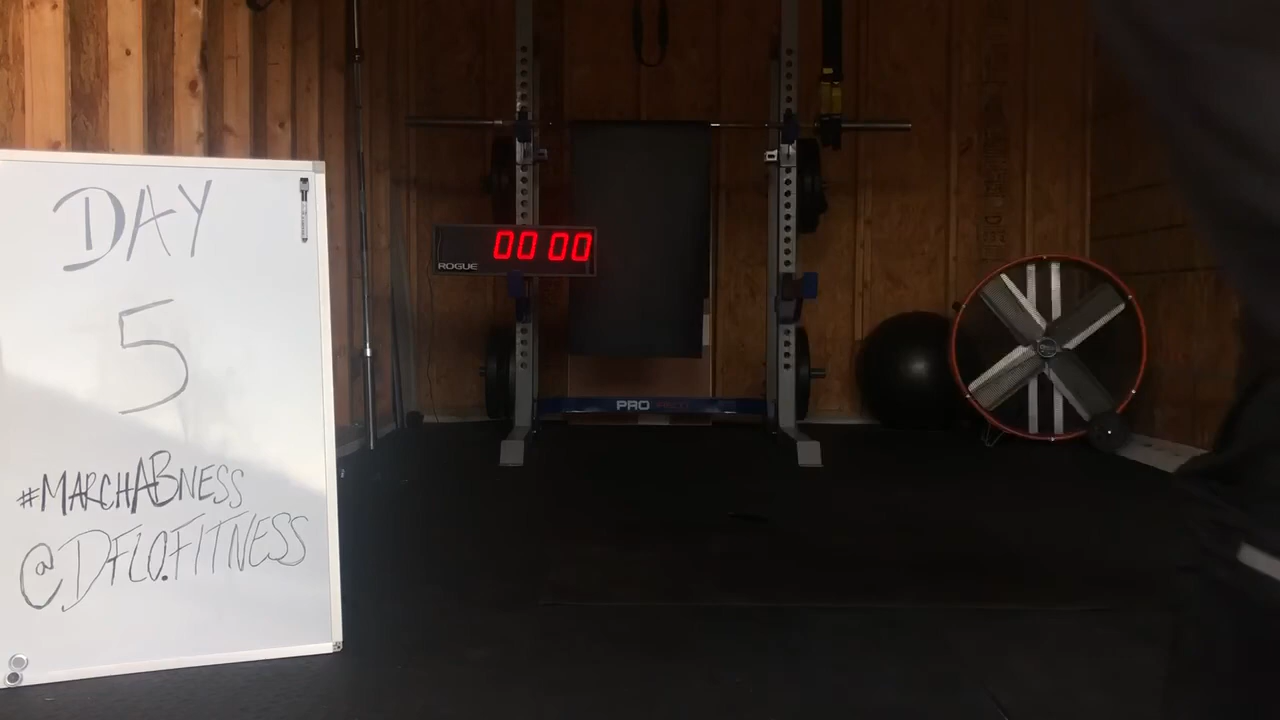 DAY
5
#MARCHABNESS
@DFLO.FITNESS
00 00
ROGUE
PRO